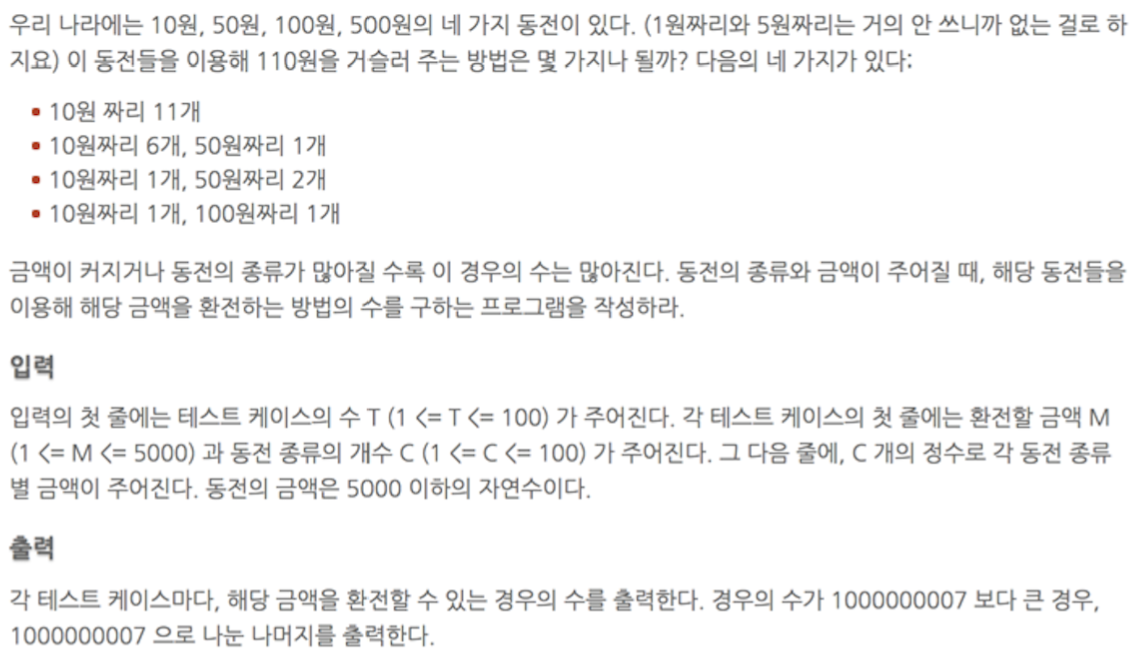 우리 나라에는 10원, 50원, 100원, 500원의 네 가지 동전이 있다. (1원짜리와 5원짜리는 거의 안 쓰니까 없는 걸로 하
지요) 이 동전들을 이용해 110원을 거슬러 주는 방법은 몇 가지나 될까? 다음의 네 가지가 있다:
10원 짜리 11개
10원짜리 6개, 50원짜리 1개
10원짜리 1개, 50원짜리 2개
10원짜리 1개, 100원짜리 1개
금액이 커지거나 동전의 종류가 많아질 수록 이 경우의 수는 많아진다. 동전의 종류와 금액이 주어질 때, 해당 동전들을
이용해 해당 금액을 환전하는 방법의 수를 구하는 프로그램을 작성하라.
입력
입력의 첫 줄에는 테스트 케이스의 수 T (1 <= T <= 100) 가 주어진다. 각 테스트 케이스의 첫 줄에는 환전할 금액 M
(1 <= M <= 5000) 과 동전 종류의 개수 C (1 <= C <= 100) 가 주어진다. 그 다음 줄에, C 개의 정수로 각 동전 종류
별 금액이 주어진다. 동전의 금액은 5000 이하의 자연수이다.
출력
각 테스트 케이스마다, 해당 금액을 환전할 수 있는 경우의 수를 출력한다. 경우의 수가 1000000007 보다 큰 경우,
1000000007 으로 나눈 나머지를 출력한다.